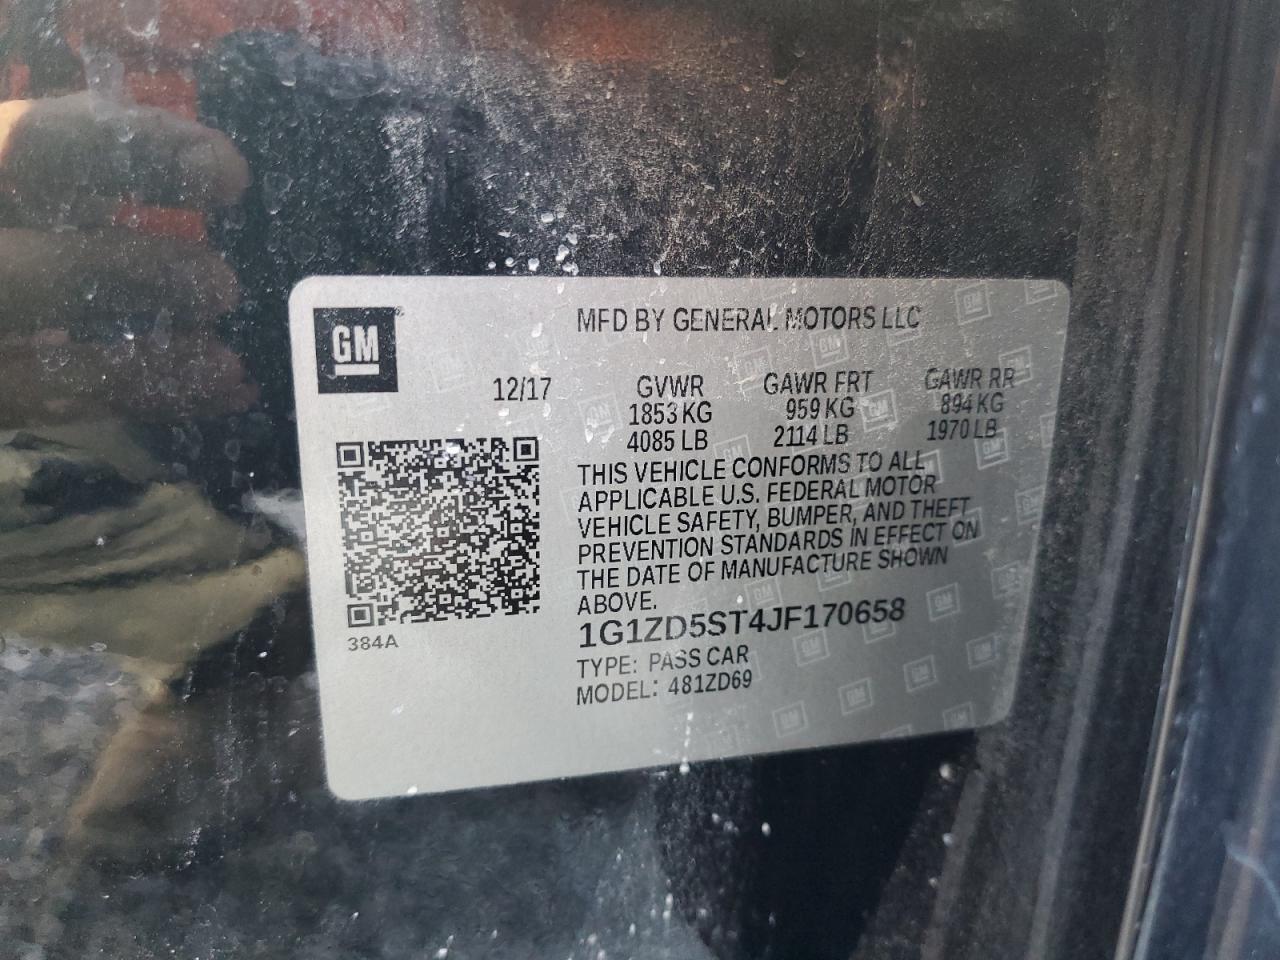 GM
MFD BY GENERAL MOTORS LLC
12/17 GVWR GAWR FRT GAWR RR
1853 KG 959 KG 894 KG
4085 LB 2114 LB 1970 LB
THIS VEHICLE CONFORMS TO ALL
APPLICABLE U.S. FEDERAL MOTOR
VEHICLE SAFETY, BUMPER, AND THEFT
PREVENTION STANDARDS IN EFFECT ON
THE DATE OF MANUFACTURE SHOWN
ABOVE.
1G1ZD5ST4JF170658
384A
TYPE: PASS CAR
MODEL: 481ZD69